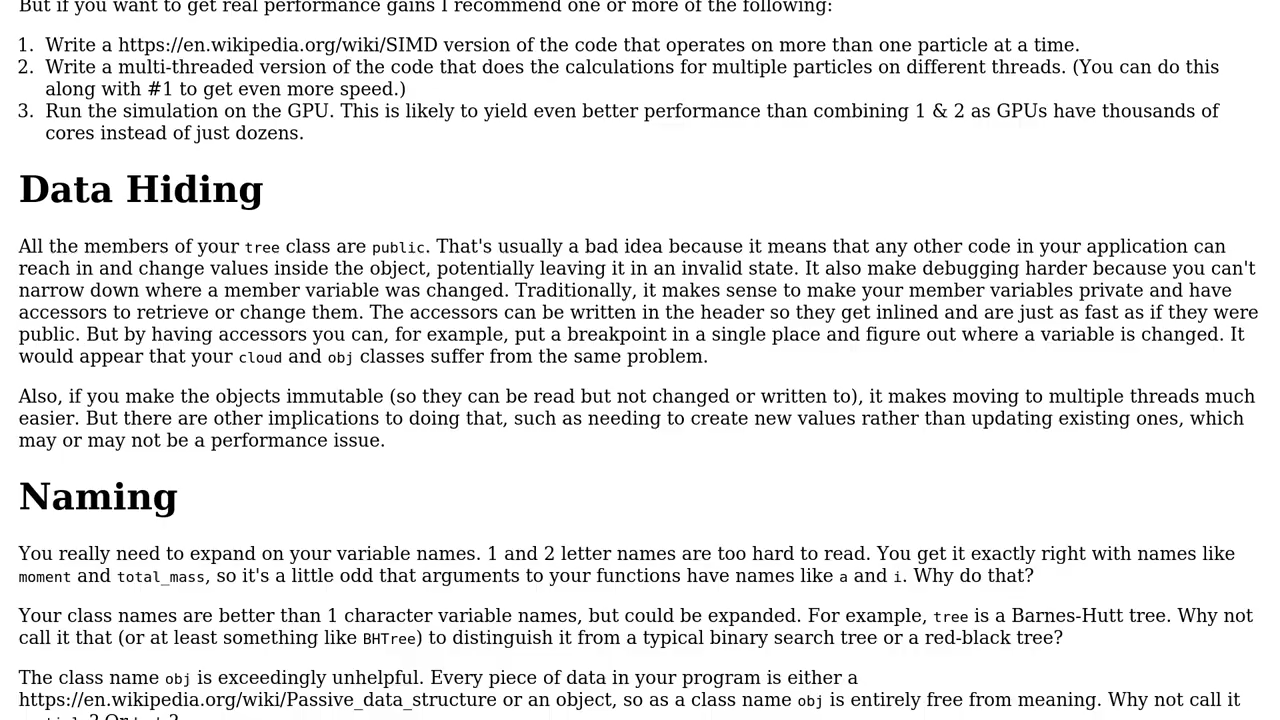 But if you want to get real performance gains I recommend one or more of the following:
1. Write a https://en.wikipedia.org/wiki/SIMD version of the code that operates on more than one particle at a time.
2. Write a multi-threaded version of the code that does the calculations for multiple particles on different threads. (You can do this
along with #1 to get even more speed.)
3. Run the simulation on the GPU. This is likely to yield even better performance than combining 1 & 2 as GPUs have thousands of
cores instead of just dozens.
Data Hiding
All the members of your tree class are public. That's usually a bad idea because it means that any other code in your application can
reach in and change values inside the object, potentially leaving it in an invalid state. It also make debugging harder because you can't
narrow down where a member variable was changed. Traditionally, it makes sense to make your member variables private and have
accessors to retrieve or change them. The accessors can be written in the header so they get inlined and are just as fast as if they were
public. But by having accessors you can, for example, put a breakpoint in a single place and figure out where a variable is changed. It
would appear that your cloud and obj classes suffer from the same problem.
Also, if you make the objects immutable (so they can be read but not changed or written to), it makes moving to multiple threads much
easier. But there are other implications to doing that, such as needing to create new values rather than updating existing ones, which
may or may not be a performance issue.
Naming
You really need to expand on your variable names. 1 and 2 letter names are too hard to read. You get it exactly right with names like
moment and total_mass, so it's a little odd that arguments to your functions have names like a and i. Why do that?
Your class names are better than 1 character variable names, but could be expanded. For example, tree is a Barnes-Hutt tree. Why not
call it that (or at least something like BHTree) to distinguish it from a typical binary search tree or a red-black tree?
The class name obj is exceedingly unhelpful. Every piece of data in your program is either a
https://en.wikipedia.org/wiki/Passive_data_structure or an object, so as a class name obj is entirely free from meaning. Why not call it
? Or